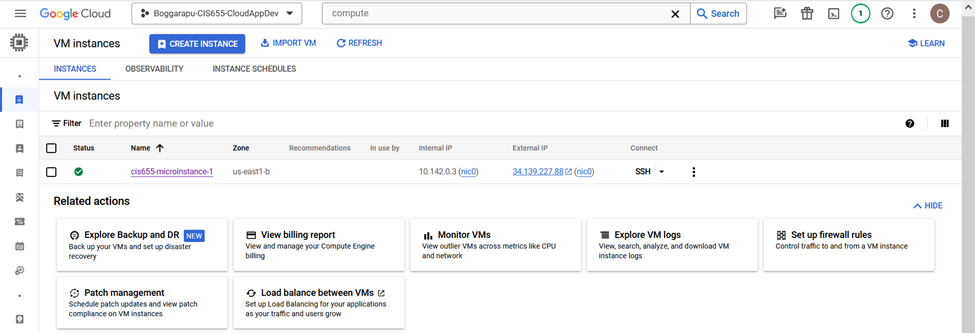 Google Cloud
Boggarapu-CIS655-CloudAppDev
compute
Search
1
C
VM instances
CREATE INSTANCE
IMPORT VM
REFRESH
LEARN
INSTANCES
OBSERVABILITY
INSTANCE SCHEDULES
VM instances
Filter Enter property name or value
Status Name Zone Recommendations In use by Internal IP External IP Connect
cis655-microinstance-1 us-east1-b 10.142.0.3 (nic0) 34.139.227.88 (nic0) SSH
Related actions
HIDE
Explore Backup and DR NEW
Back up your VMs and set up disaster
recovery
View billing report
View and manage your Compute Engine
billing
Monitor VMs
View outlier VMs across metrics like CPU
and network
Explore VM logs
View, search, analyze, and download VM
instance logs
Set up firewall rules
Control traffic to and from a VM instance
Patch management
Schedule patch updates and view patch
compliance on VM instances
Load balance between VMs
Set up Load Balancing for your applications
as your traffic and users grow